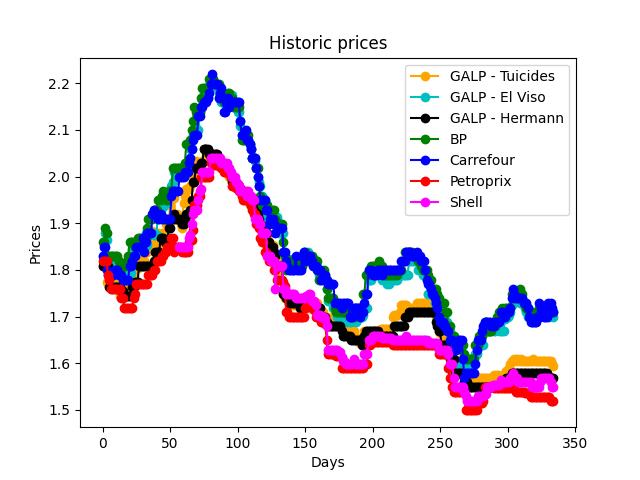 Historic prices
GALP - Tuicides
GALP - El Viso
GALP - Hermann
BP
Carrefour
Petroprix
Shell
Prices
2.2
2.1
2.0
1.9
1.8
1.7
1.6
1.5
0 50 100 150 200 250 300 350
Days